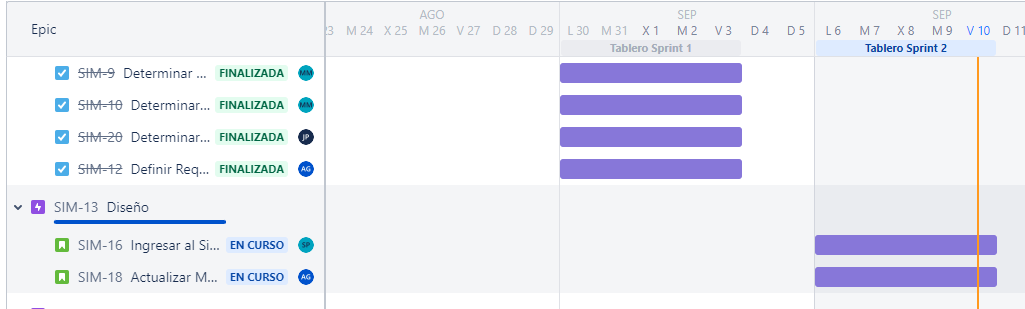 AGO SEP SEP
Epic
23 M 24 X 25 M 26 V 27 D 28 D 29 L 30 M 31 X 1 M 2 V 3 D 4 D 5 L 6 M 7 X 8 M 9 V 10 D 11
Tablero Sprint 1 Tablero Sprint 2
SIM-9 Determinar ... FINALIZADA MM
SIM-10 Determinar... FINALIZADA MM
SIM-20 Determinar... FINALIZADA JP
SIM-12 Definir Req... FINALIZADA AG
SIM-13 Diseño
SIM-16 Ingresar al Si... EN CURSO SP
SIM-18 Actualizar M... EN CURSO AG